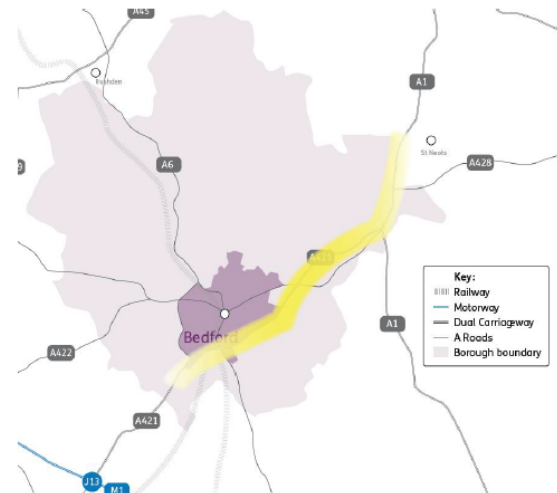 A45
Rushden
A1
St Neots
A428
A6
A421
Key:
Railway
Motorway
Dual Carriageway
A Roads
Borough boundary
A1
Bedford
A422
A421
J13
M1